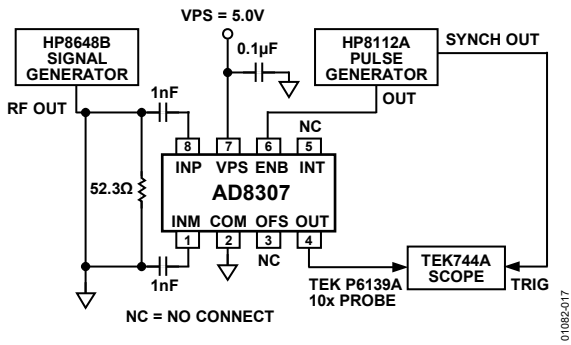 VPS = 5.0V
HP8648B
SIGNAL
GENERATOR
0.1µF
HP8112A
PULSE
GENERATOR
SYNCH OUT
RF OUT
1nF
OUT
NC
8
7
6
5
INP
VPS
ENB
INT
52.3Ω
AD8307
INM
COM
OFS
OUT
1
2
3
4
NC
1nF
TEK P6139A
10x PROBE
TEK744A
SCOPE
TRIG
NC = NO CONNECT
01082-017